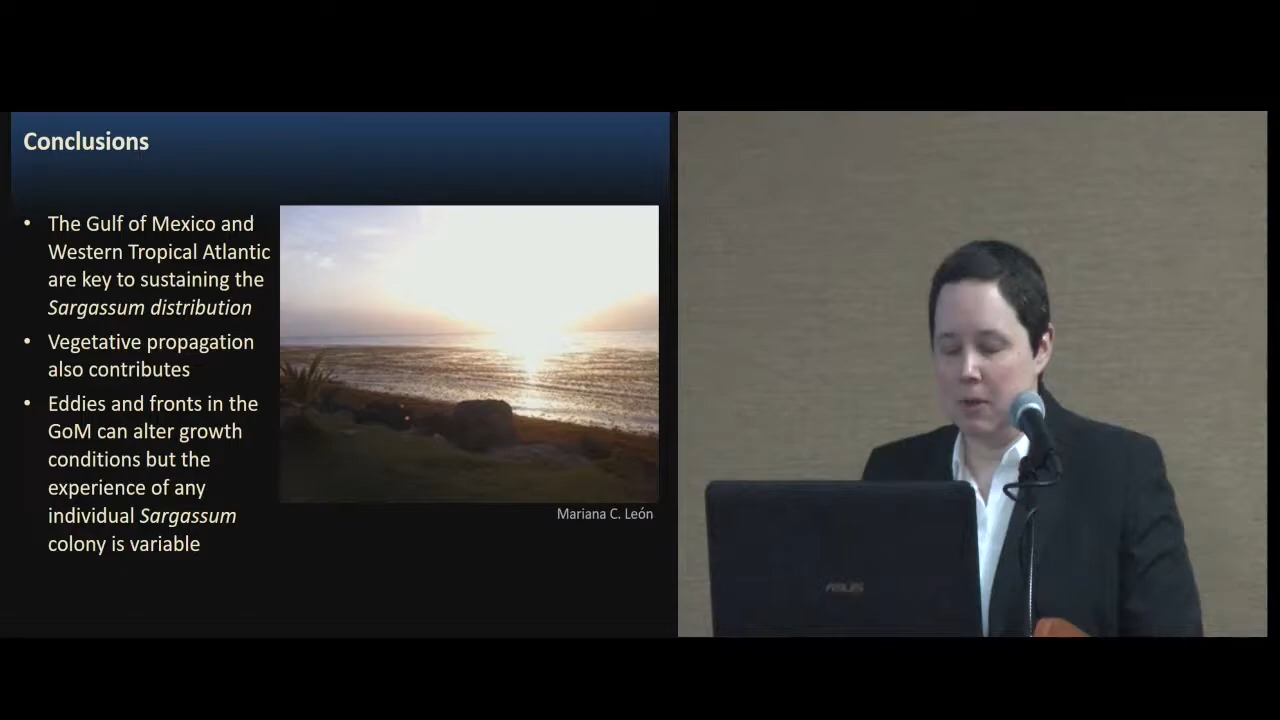 Conclusions
• The Gulf of Mexico and
Western Tropical Atlantic
are key to sustaining the
Sargassum distribution
• Vegetative propagation
also contributes
• Eddies and fronts in the
GoM can alter growth
conditions but the
experience of any
individual Sargassum
colony is variable
Mariana C. León
ASUS